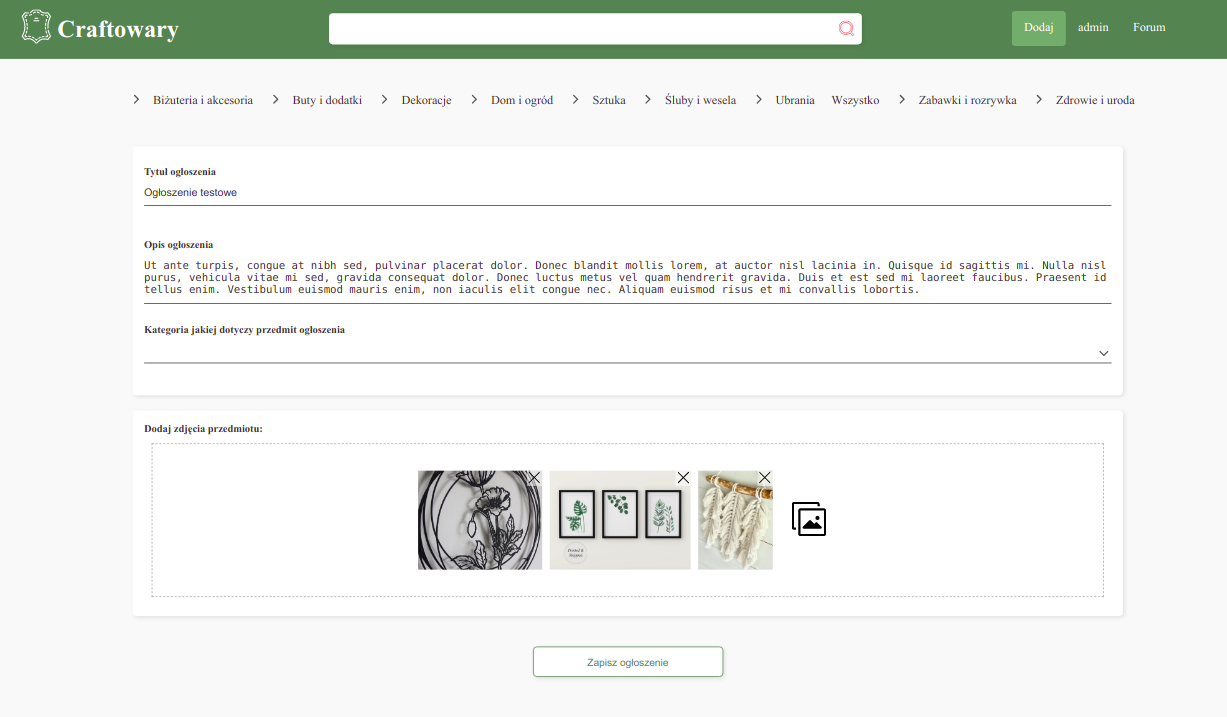 Craftowary
Dodaj admin Forum
Biżuteria i akcesoria Buty i dodatki Dekoracje Dom i ogród Sztuka Śluby i wesela Ubrania Wszystko Zabawki i rozrywka Zdrowie i uroda
Tytuł ogłoszenia
Ogłoszenie testowe
Opis ogłoszenia
Ut ante turpis, congue at nibh sed, pulvinar placerat dolor. Donec blandit mollis lorem, at auctor nisl lacinia in. Quisque id sagittis mi. Nulla nisl
purus, vehicula vitae mi sed, gravida consequat dolor. Donec luctus metus vel quam hendrerit gravida. Duis et est sed mi laoreet faucibus. Praesent id
tellus enim. Vestibulum euismod mauris enim, non iaculis elit congue nec. Aliquam euismod risus et mi convallis lobortis.
Kategoria jakiej dotyczy przedmit ogłoszenia
Dodaj zdjęcia przedmiotu:
Printed &
Shipped
Zapisz ogłoszenie